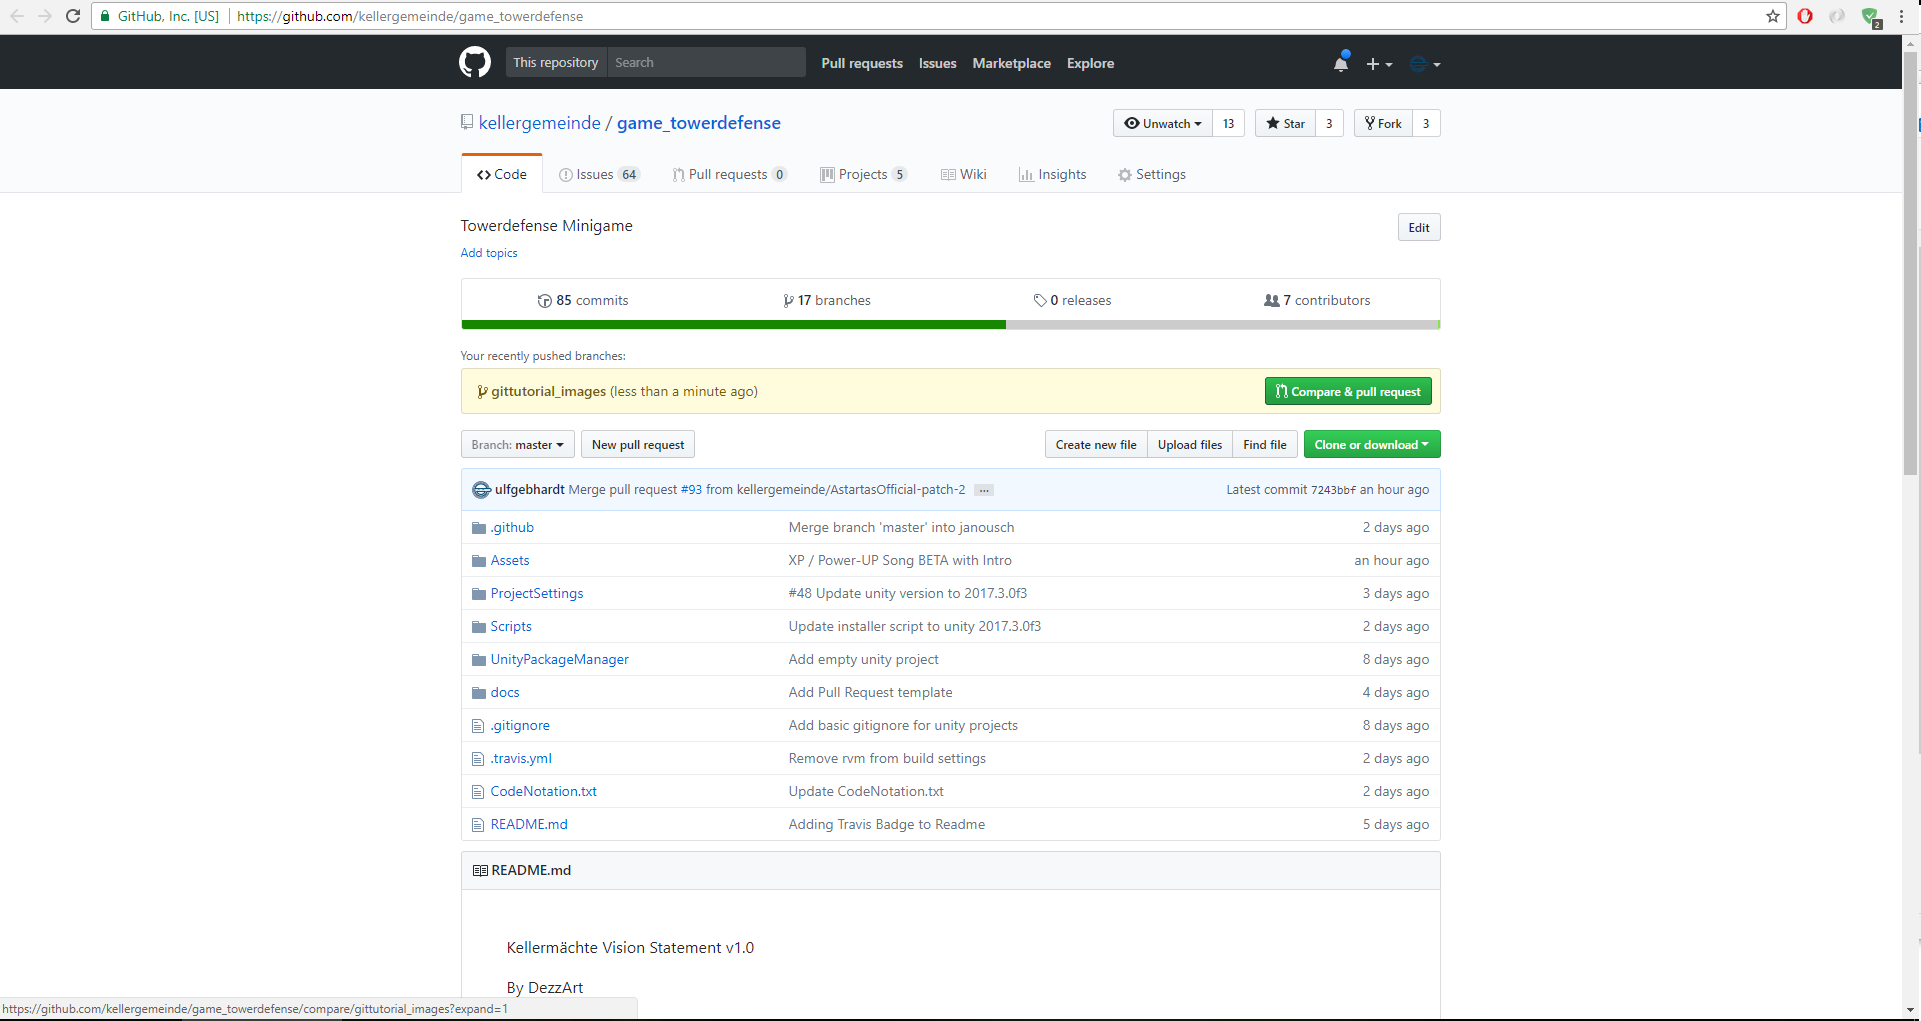 GitHub, Inc. [US] https://github.com/kellergemeinde/game_towerdefense
2
This repository Search Pull requests Issues Marketplace Explore
kellergemeinde / game_towerdefense Unwatch 13 Star 3 Fork 3
Code Issues 64 Pull requests 0 Projects 5 Wiki Insights Settings
Towerdefense Minigame Edit
Add topics
85 commits 17 branches 0 releases 7 contributors
Your recently pushed branches:
gittutorial_images (less than a minute ago) Compare & pull request
Branch: master New pull request Create new file Upload files Find file Clone or download
ulfgebhardt Merge pull request #93 from kellergemeinde/AstartasOfficial-patch-2 ... Latest commit 7243bbf an hour ago
.github Merge branch 'master' into janousch 2 days ago
Assets XP / Power-UP Song BETA with Intro an hour ago
ProjectSettings #48 Update unity version to 2017.3.0f3 3 days ago
Scripts Update installer script to unity 2017.3.0f3 2 days ago
UnityPackageManager Add empty unity project 8 days ago
docs Add Pull Request template 4 days ago
.gitignore Add basic gitignore for unity projects 8 days ago
.travis.yml Remove rvm from build settings 2 days ago
CodeNotation.txt Update CodeNotation.txt 2 days ago
README.md Adding Travis Badge to Readme 5 days ago
README.md
Kellermächte Vision Statement v1.0
By DezzArt
https://github.com/kellergemeinde/game_towerdefense/compare/gittutorial_images?expand=1